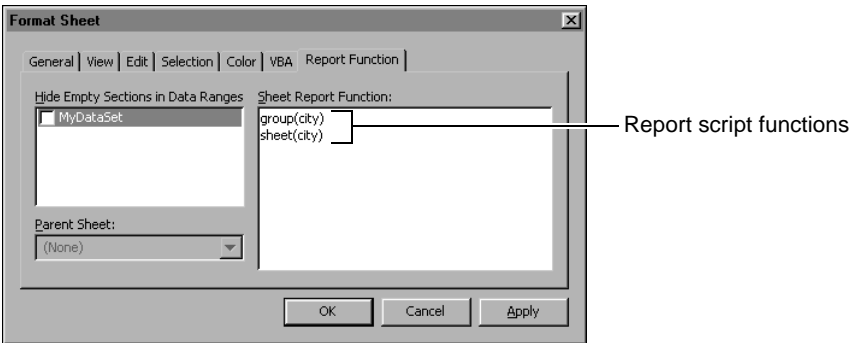 Format Sheet
General View Edit Selection Color VBA Report Function
Hide Empty Sections in Data Ranges
MyDataSet
Parent Sheet:
(None)
Sheet Report Function:
group(city)
sheet(city)
Report script functions
OK Cancel Apply